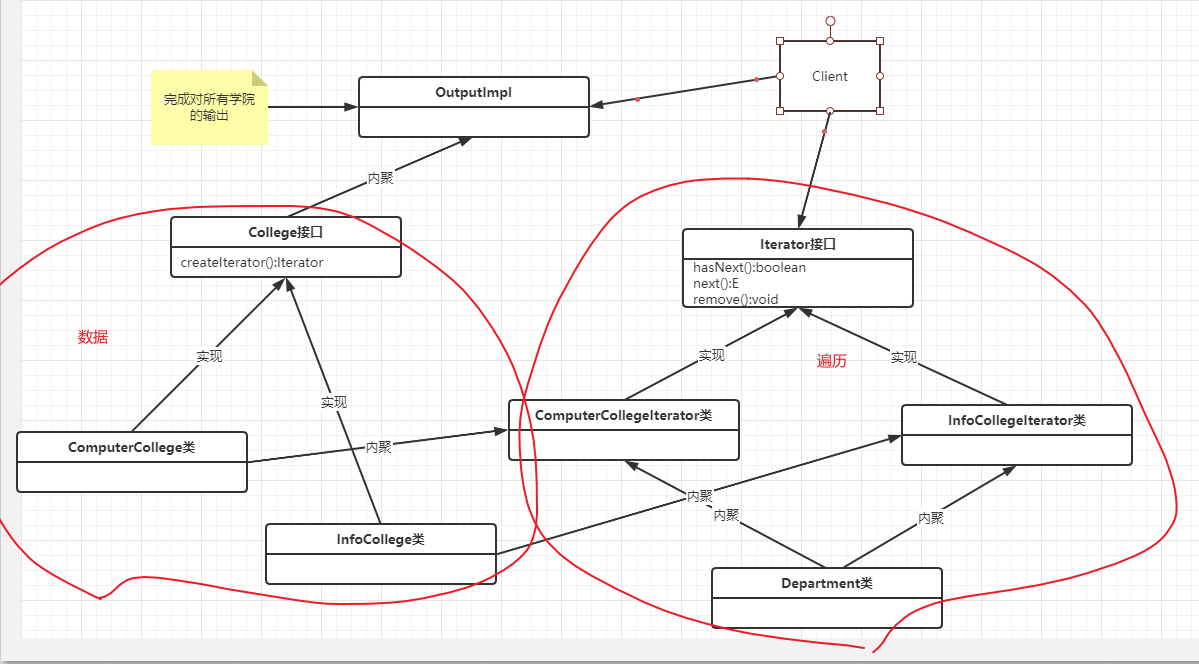 完成对所有学院
的输出
OutputImpl
Client
内聚
College接口
createIterator():Iterator
Iterator接口
hasNext():boolean
next():E
remove():void
数据
实现
实现
实现
遍历
实现
ComputerCollege类
内聚
ComputerCollegeIterator类
InfoCollegeIterator类
InfoCollege类
内聚
内聚
内聚
Department类